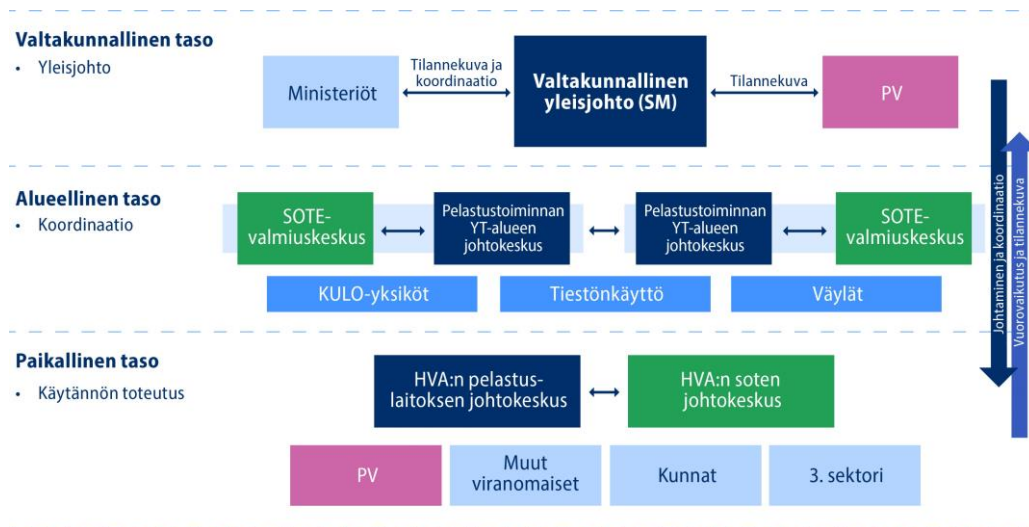 Valtakunnallinen taso
• Yleisjohto
Ministeriöt
Tilannekuva ja
koordinaatio
Valtakunnallinen
yleisjohto (SM)
Tilannekuva
PV
Alueellinen taso
• Koordinaatio
SOTE-
valmiuskeskus
Pelastustoiminnan
YT-alueen
johtokeskus
Pelastustoiminnan
YT-alueen
johtokeskus
SOTE-
valmiuskeskus
KULO-yksiköt
Tiestönkäyttö
Väylät
Paikallinen taso
• Käytännön toteutus
HVA:n pelastus-
laitoksen johtokeskus
HVA:n soten
johtokeskus
PV
Muut
viranomaiset
Kunnat
3. sektori
Johtaminen ja koordinaatio
Vuorovaikutus ja tilannekuva